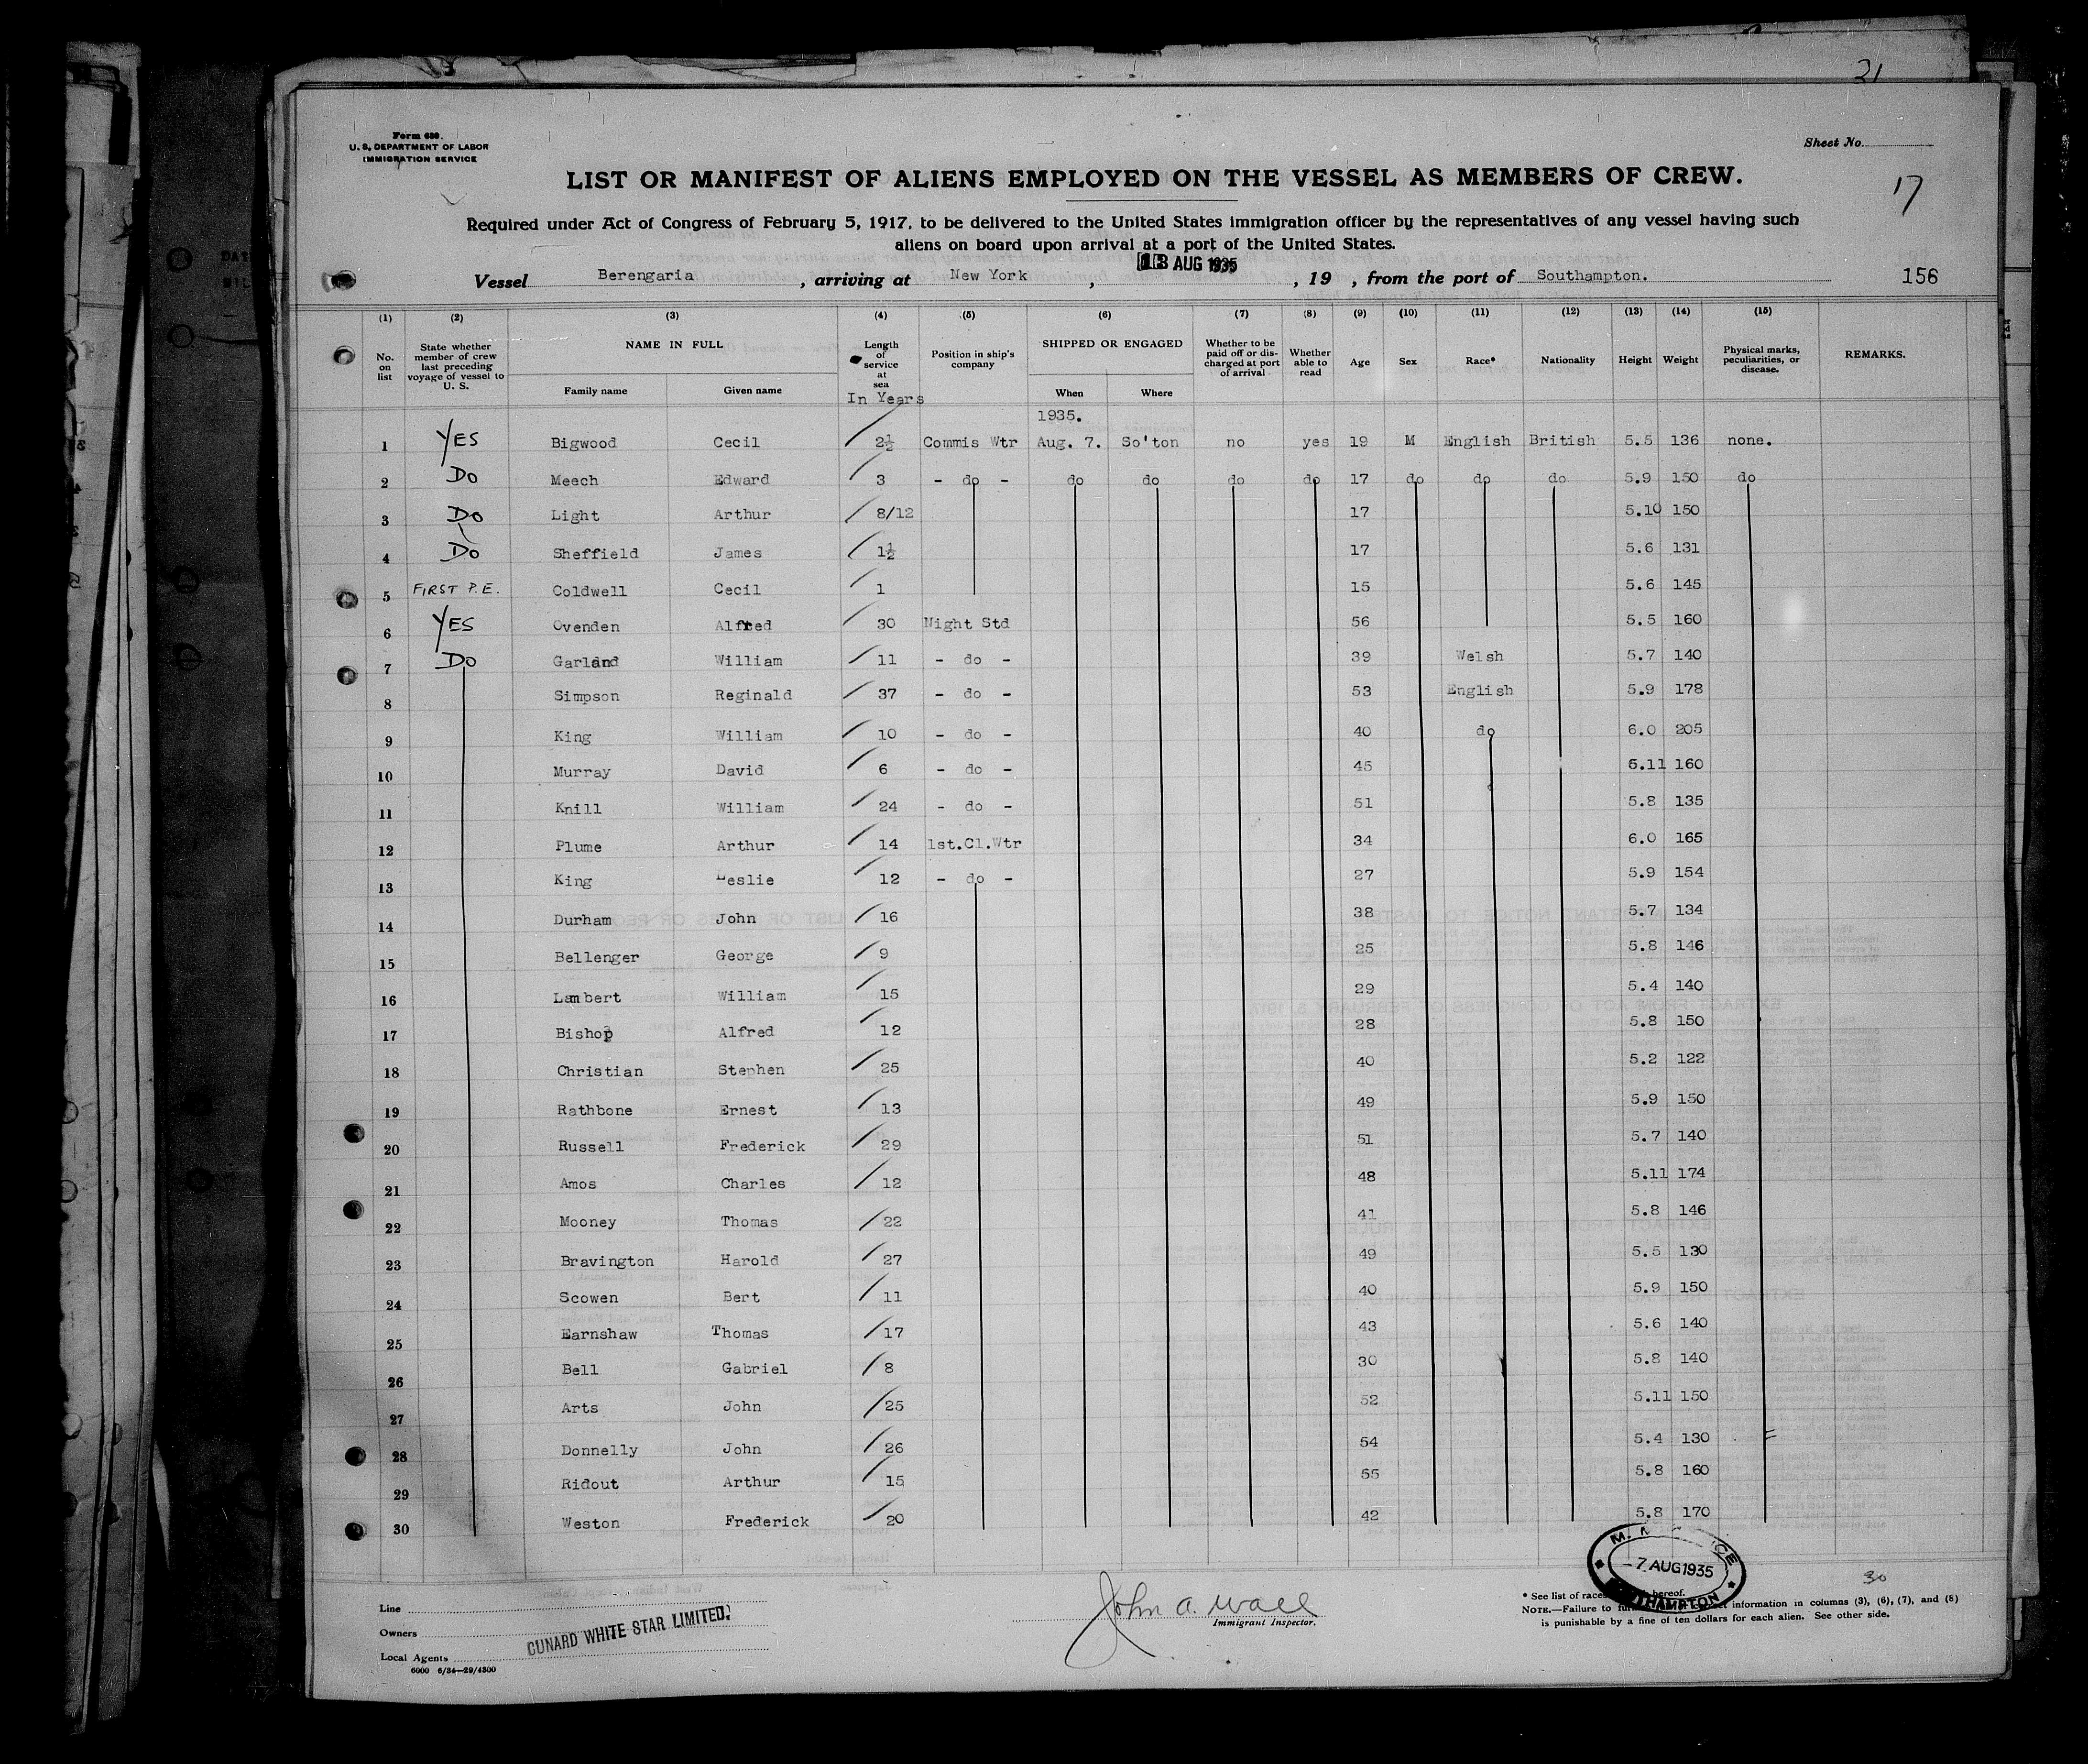 31
Form 689.
U. S. DEPARTMENT OF LABOR
IMMIGRATION SERVICE
Sheet No.
LIST OR MANIFEST OF ALIENS EMPLOYED ON THE VESSEL AS MEMBERS OF CREW.
17
Required under Act of Congress of February 5, 1917, to be delivered to the United States immigration officer by the representatives of any vessel having such
aliens on board upon arrival at a port of the United States.
Vessel Berengaria, arriving at New York, 13 AUG 1935, 19 , from the port of Southampton. 156
(1) (2) (3) (4) (5) (6) (7) (8) (9) (10) (11) (12) (13) (14) (15)
No. on list State whether member of crew last preceding voyage of vessel to U. S. NAME IN FULL Family name Given name Length of service at sea In Years Position in ship's company SHIPPED OR ENGAGED When Where Whether to be paid off or discharged at port of arrival Whether able to read Age Sex Race* Nationality Height Weight Physical marks, peculiarities, or disease. REMARKS.
1935.
1 YES Bigwood Cecil 2½ Commis Wtr Aug. 7. So'ton no yes 19 M English British 5.5 136 none.
2 DO Meech Edward 3 - do - do do do do 17 do do do 5.9 150 do
3 DO Light Arthur 8/12 17 5.10 150
4 DO Sheffield James 1½ 17 5.6 131
5 FIRST P.E. Coldwell Cecil 1 15 5.6 145
6 YES Ovenden Alfred 30 Night Std 56 5.5 160
7 DO Garland William 11 - do - 39 Welsh 5.7 140
8 Simpson Reginald 37 - do - 53 English 5.9 178
9 King William 10 - do - 40 do 6.0 205
10 Murray David 6 - do - 45 5.11 160
11 Knill William 24 - do - 51 5.8 135
12 Plume Arthur 14 1st.Cl.Wtr 34 6.0 165
13 King Leslie 12 - do - 27 5.9 154
14 Durham John 16 38 5.7 134
15 Bellenger George 9 25 5.8 146
16 Lambert William 15 29 5.4 140
17 Bishop Alfred 12 28 5.8 150
18 Christian Stephen 25 40 5.2 122
19 Rathbone Ernest 13 49 5.9 150
20 Russell Frederick 29 51 5.7 140
21 Amos Charles 12 48 5.11 174
22 Mooney Thomas 22 41 5.8 146
23 Bravington Harold 27 49 5.5 130
24 Scowen Bert 11 40 5.9 150
25 Earnshaw Thomas 17 43 5.6 140
26 Bell Gabriel 8 30 5.8 140
27 Arts John 25 52 5.11 150
28 Donnelly John 26 54 5.4 130
29 Ridout Arthur 15 55 5.8 160
30 Weston Frederick 20 42 5.8 170
- 7 AUG 1935
SOUTHAMPTON
30
Line
Owners
Local Agents
CUNARD WHITE STAR LIMITED.
6000 6/34—29/4300
John A. Wall
Immigrant Inspector.
* See list of races hereof.
NOTE.—Failure to information in columns (3), (6), (7), and (8)
is punishable by a fine of ten dollars for each alien. See other side.